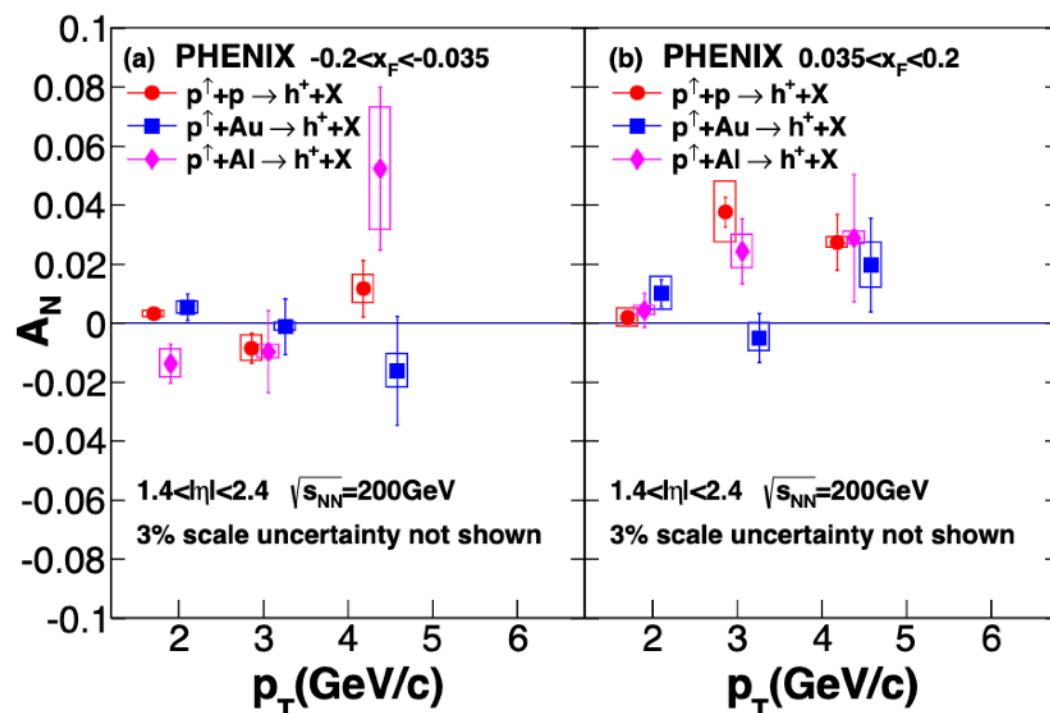 0.1
0.08
0.06
0.04
0.02
0
-0.02
-0.04
-0.06
-0.08
-0.1
A_N
(a) PHENIX -0.2<x_F<-0.035
p↑+p → h⁺+X
p↑+Au → h⁺+X
p↑+Al → h⁺+X
1.4<|η|<2.4 √s_NN=200GeV
3% scale uncertainty not shown
2 3 4 5 6
p_T(GeV/c)
(b) PHENIX 0.035<x_F<0.2
p↑+p → h⁺+X
p↑+Au → h⁺+X
p↑+Al → h⁺+X
1.4<|η|<2.4 √s_NN=200GeV
3% scale uncertainty not shown
2 3 4 5 6
p_T(GeV/c)